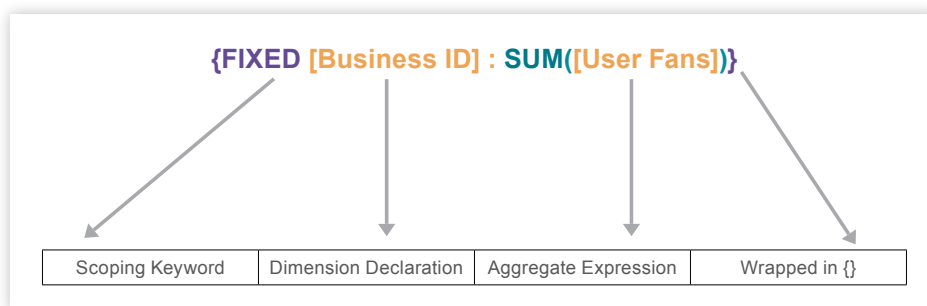 {FIXED [Business ID] : SUM([User Fans])}
Scoping Keyword
Dimension Declaration
Aggregate Expression
Wrapped in {}